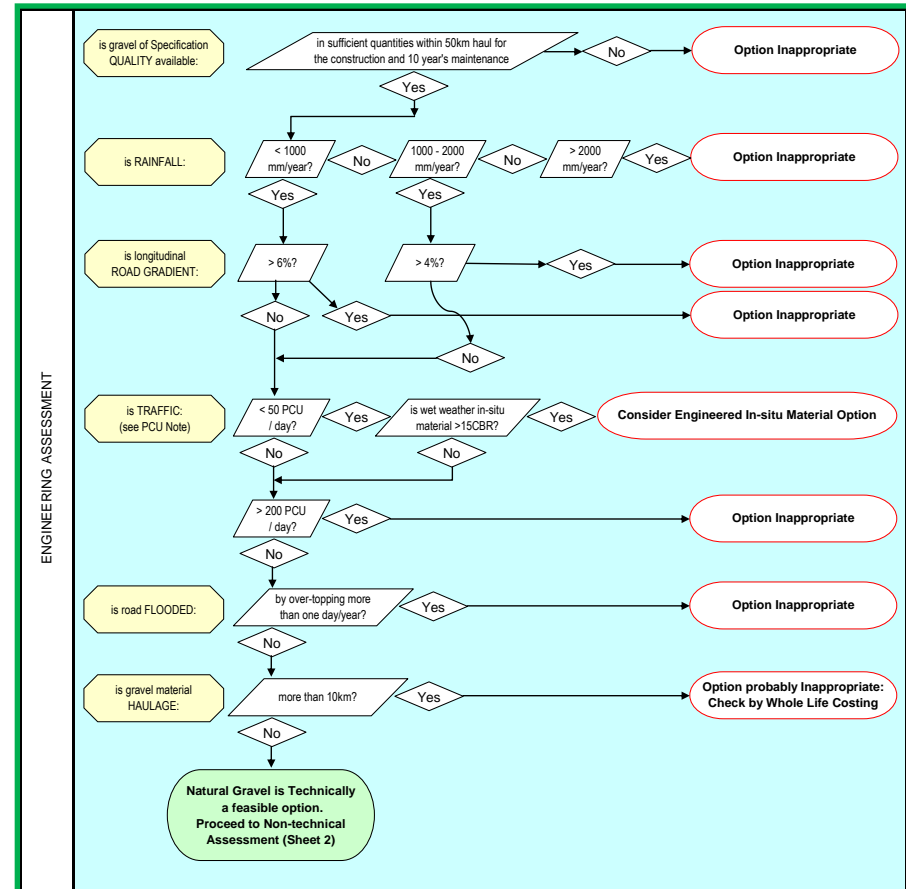 ENGINEERING ASSESSMENT
is gravel of Specification
QUALITY available:
in sufficient quantities within 50km haul for
the construction and 10 year's maintenance
No
Option Inappropriate
Yes
is RAINFALL:
< 1000
mm/year?
No
1000 - 2000
mm/year?
No
> 2000
mm/year?
Yes
Option Inappropriate
Yes
Yes
is longitudinal
ROAD GRADIENT:
> 6%?
> 4%?
Yes
Option Inappropriate
No
Yes
Option Inappropriate
No
is TRAFFIC:
(see PCU Note)
< 50 PCU
/ day?
Yes
is wet weather in-situ
material >15CBR?
Yes
Consider Engineered In-situ Material Option
No
No
> 200 PCU
/ day?
Yes
Option Inappropriate
No
is road FLOODED:
by over-topping more
than one day/year?
Yes
Option Inappropriate
No
is gravel material
HAULAGE:
more than 10km?
Yes
Option probably Inappropriate:
Check by Whole Life Costing
No
Natural Gravel is Technically
a feasible option.
Proceed to Non-technical
Assessment (Sheet 2)